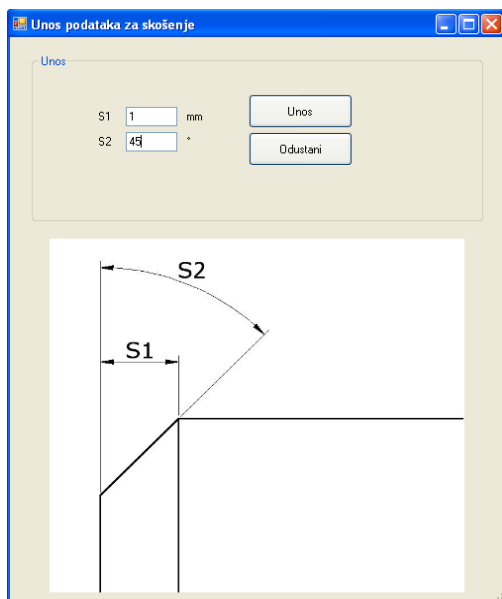 Unos podataka za skošenje
Unos
S1 1 mm Unos
S2 45 ° Odustani
S2
S1